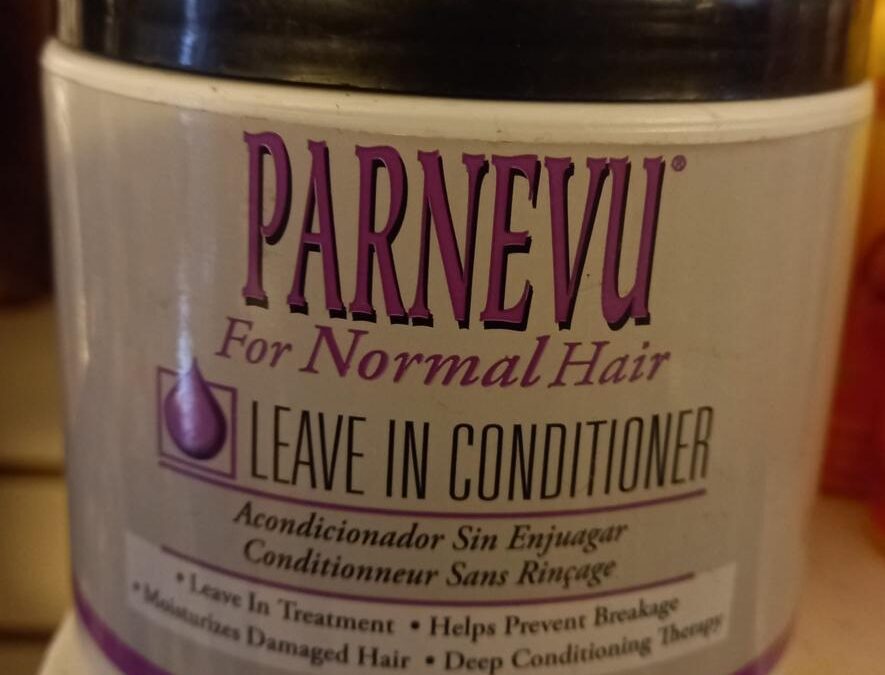 PARNEVU®
For Normal Hair
LEAVE IN CONDITIONER
Acondicionador Sin Enjuagar
Conditionneur Sans Rinçage
• Leave In Treatment • Helps Prevent Breakage
• Moisturizes Damaged Hair • Deep Conditioning Therapy